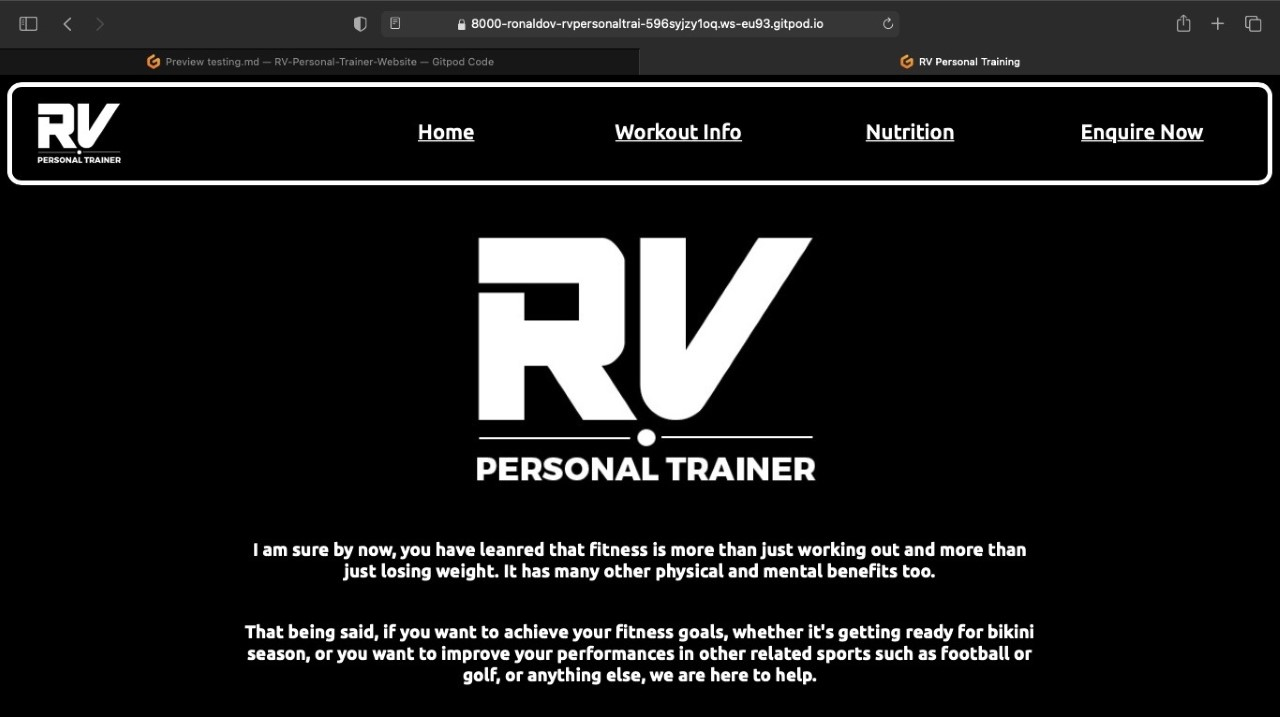 8000-ronaldov-rvpersonaltrai-596syjzy1oq.ws-eu93.gitpod.io
Preview testing.md — RV-Personal-Trainer-Website — Gitpod Code
RV Personal Training
RV
PERSONAL TRAINER
Home
Workout Info
Nutrition
Enquire Now
RV
PERSONAL TRAINER
I am sure by now, you have leanred that fitness is more than just working out and more than
just losing weight. It has many other physical and mental benefits too.
That being said, if you want to achieve your fitness goals, whether it's getting ready for bikini
season, or you want to improve your performances in other related sports such as football or
golf, or anything else, we are here to help.